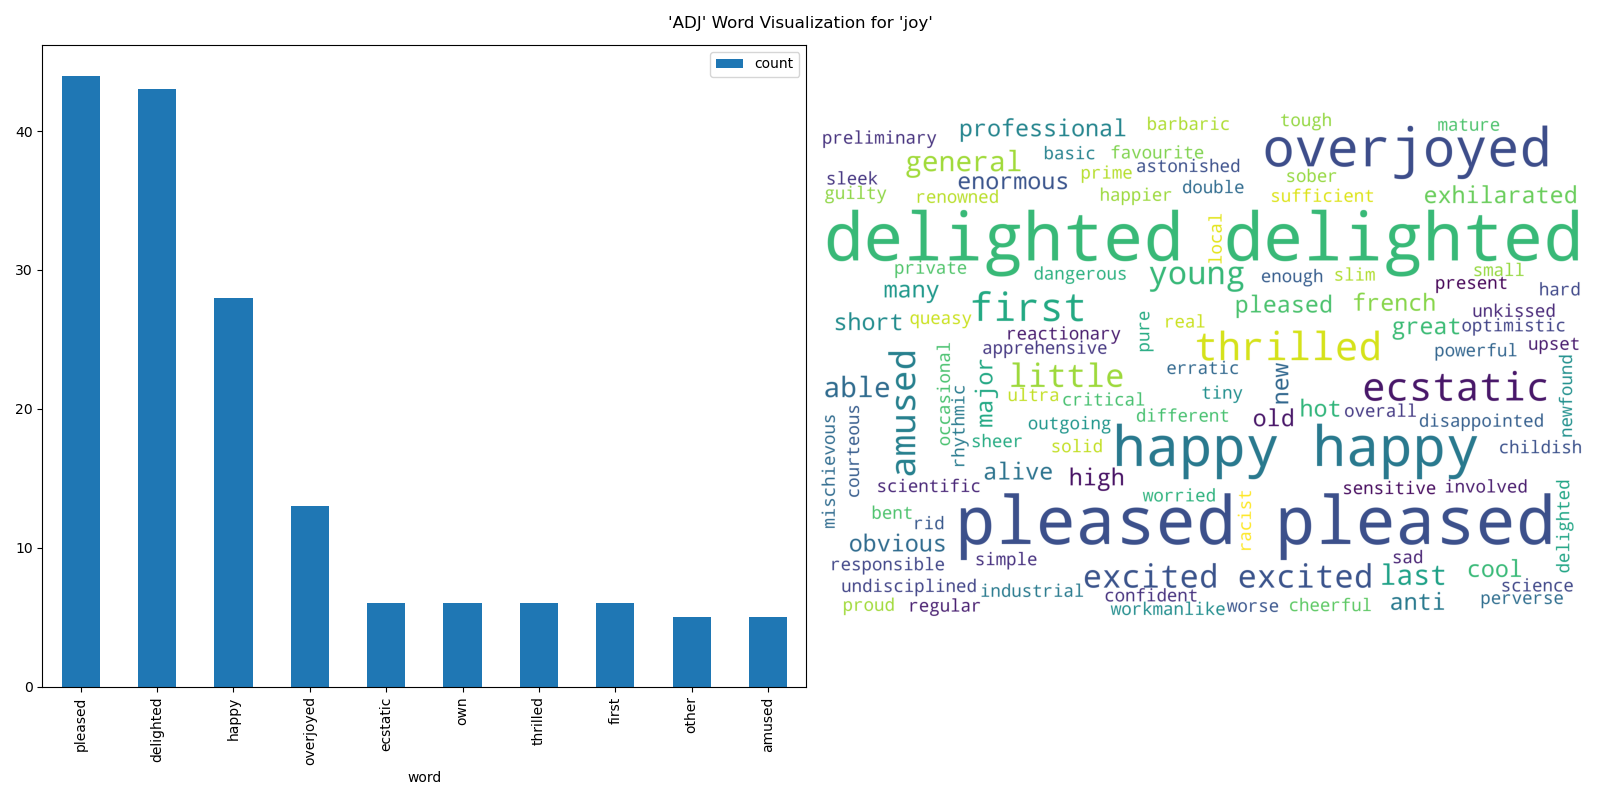 'ADJ' Word Visualization for 'joy'
count
40
30
20
10
0
pleased
delighted
happy
overjoyed
ecstatic
own
thrilled
first
other
amused
word
preliminary
professional
barbaric
tough
mature
overjoyed
general
basic
favourite
astonished
sleek
enormous
prime
double
sober
guilty
renowned
happier
sufficient
exhilarated
delighted
local
delighted
private
dangerous
young
enough
slim
small
many
first
pleased
french
present
hard
short
queasy
reactionary
pure
real
great
unkissed
optimistic
apprehensive
thrilled
powerful
upset
able
amused
occasional
rhythmic
major
little
ultra
critical
erratic
tiny
new
ecstatic
newfound
mischievous
courteous
outgoing
different
old
hot
overall
disappointed
sheer
solid
happy
happy
childish
scientific
alive
high
worried
sensitive
involved
bent
rid
pleased
racist
pleased
delighted
obvious
responsible
simple
sad
undisciplined
industrial
excited
excited
last
cool
science
proud
regular
confident
workmanlike
worse
cheerful
anti
perverse